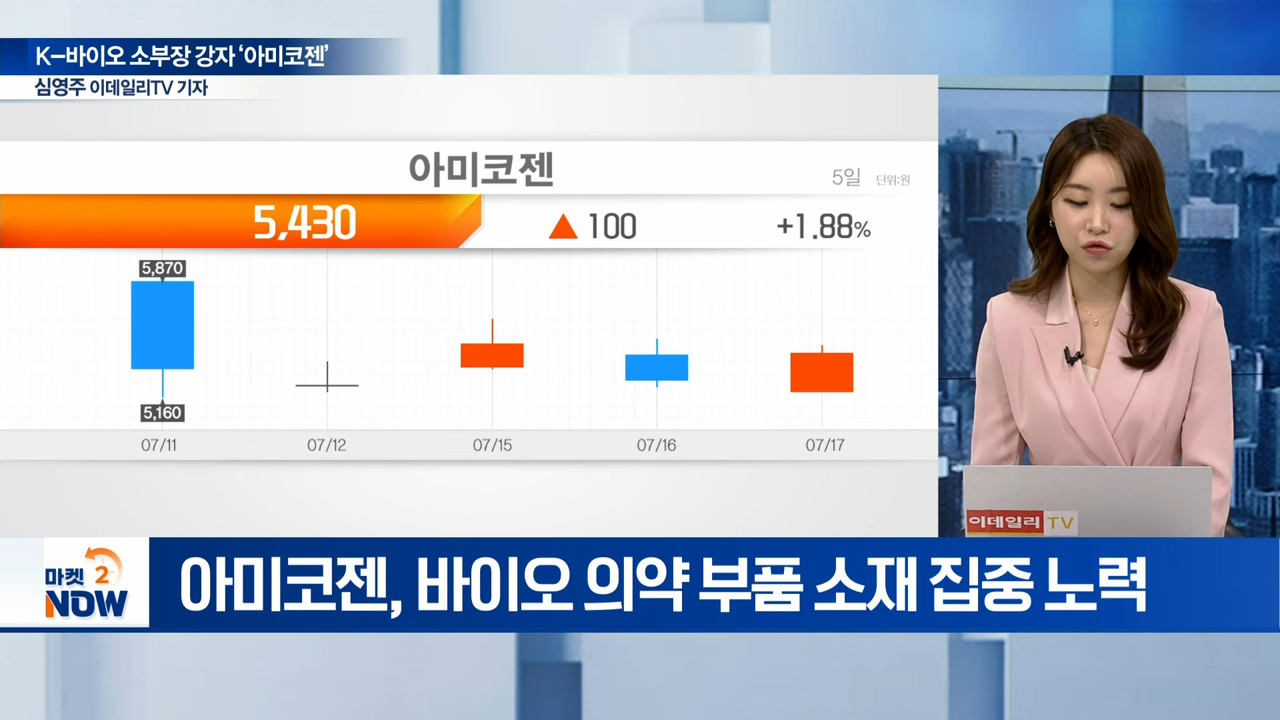 K-바이오 소부장 강자 ‘아미코젠’
심영주 이데일리TV 기자
아미코젠
5일 단위:원
5,430 ▲ 100 +1.88%
5,870
5,160
07/11 07/12 07/15 07/16 07/17
이데일리 TV
마켓 2
NOW
아미코젠, 바이오 의약 부품 소재 집중 노력